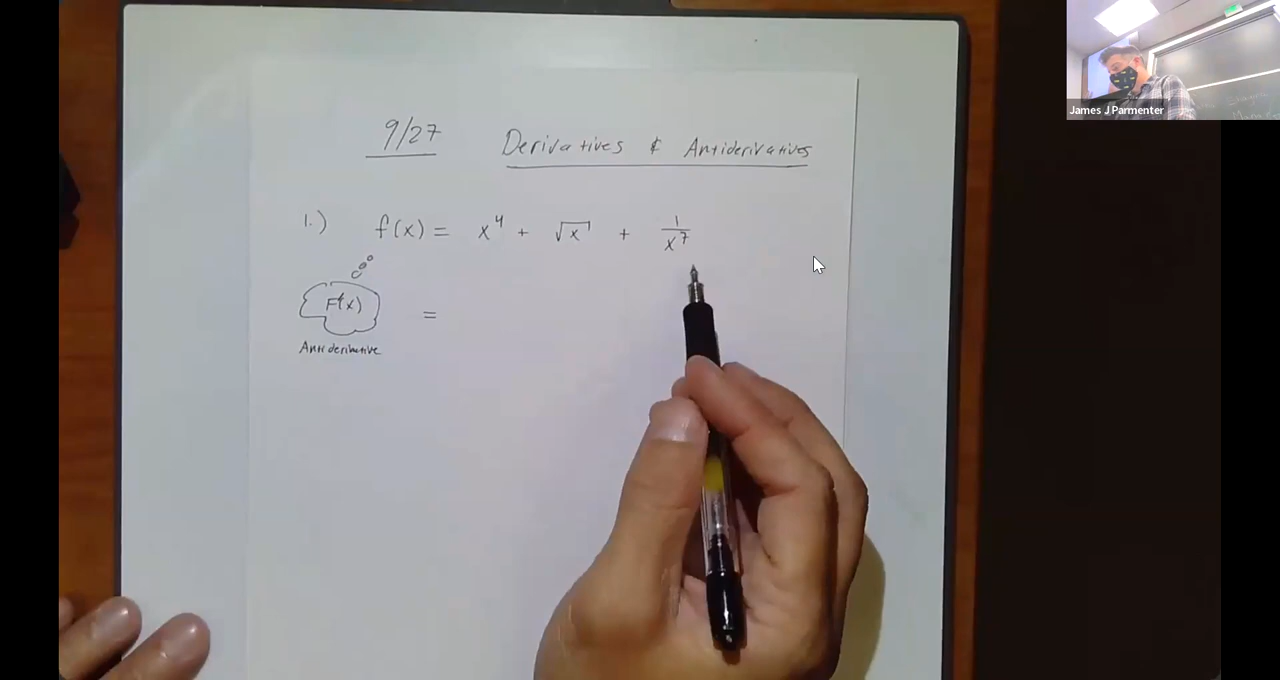 James J Parmenter
9/27 Derivatives & Antiderivatives
1.) f(x) = x⁴ + √x + 1/x⁷
F(x) =
Antiderivative